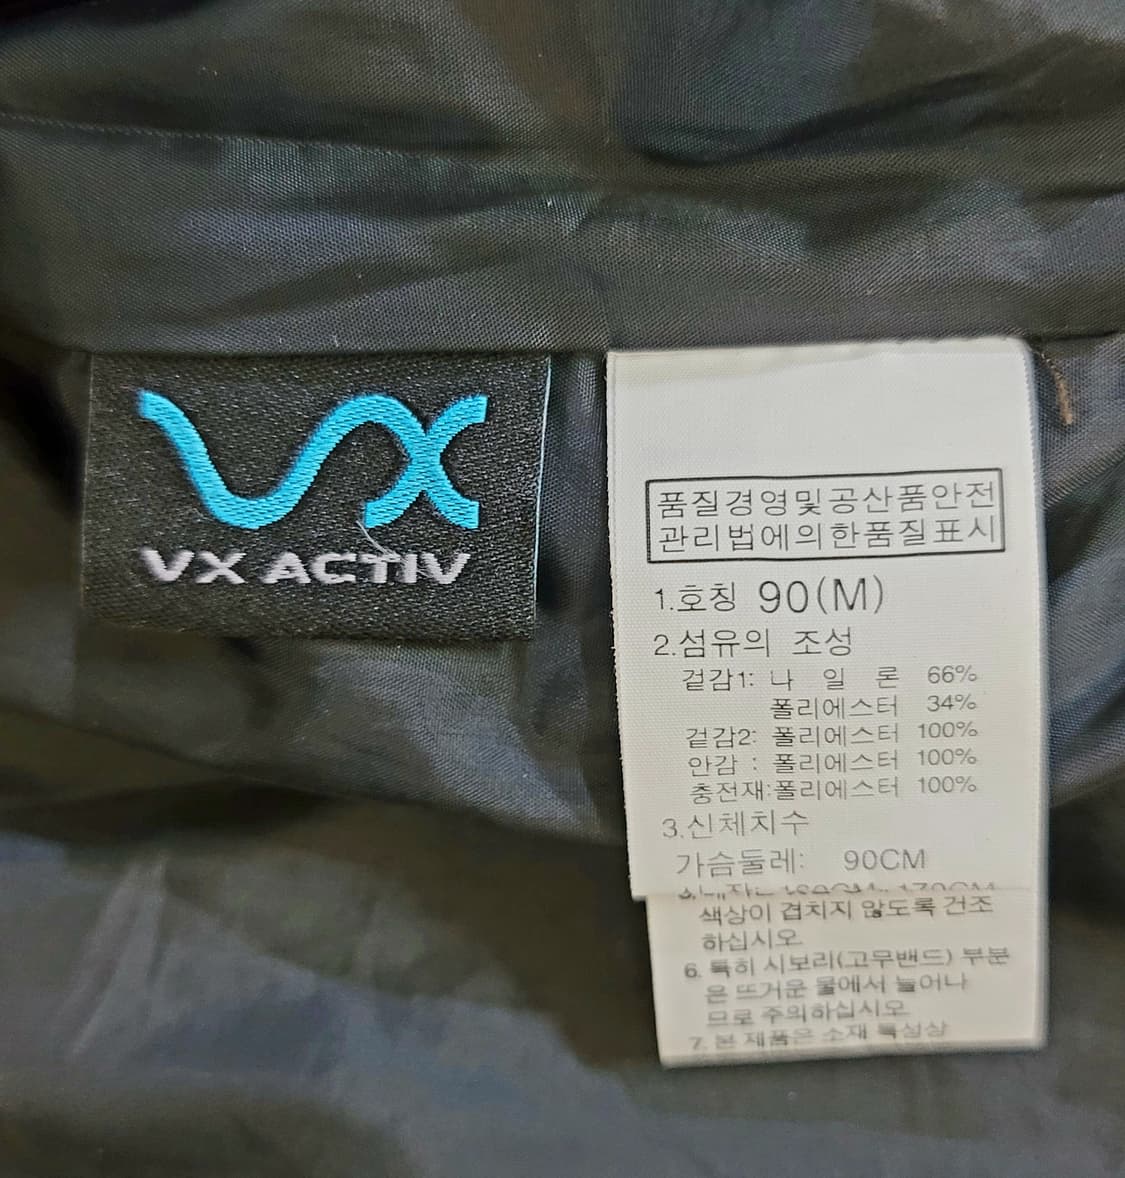 VX ACTIV
품질경영및공산품안전
관리법에의한품질표시
1.호칭 90(M)
2.섬유의 조성
겉감1: 나 일 론 66%
폴리에스터 34%
겉감2: 폴리에스터 100%
안감 : 폴리에스터 100%
충전재:폴리에스터 100%
3.신체치수
가슴둘레: 90CM
색상이 겹치지 않도록 건조
하십시오.
6. 특히 시보리(고무밴드) 부분
은 뜨거운 물에서 늘어나
므로 주의하십시오.
7. 본 제품은 소재 특성상